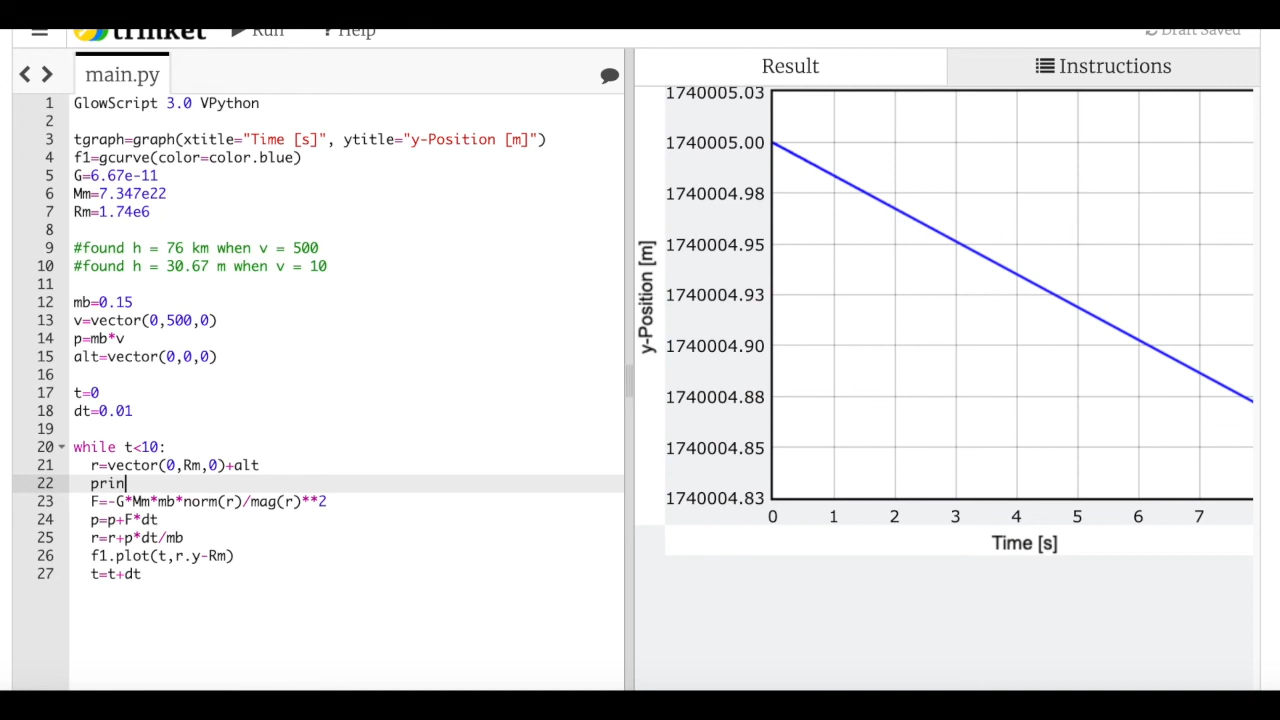 trinket Run ? Help Draft Saved
main.py
Result
Instructions
1 GlowScript 3.0 VPython
2
3 tgraph=graph(xtitle="Time [s]", ytitle="y-Position [m]")
4 f1=gcurve(color=color.blue)
5 G=6.67e-11
6 Mm=7.347e22
7 Rm=1.74e6
8
9 #found h = 76 km when v = 500
10 #found h = 30.67 m when v = 10
11
12 mb=0.15
13 v=vector(0,500,0)
14 p=mb*v
15 alt=vector(0,0,0)
16
17 t=0
18 dt=0.01
19
20 while t<10:
21 r=vector(0,Rm,0)+alt
22 prin
23 F=-G*Mm*mb*norm(r)/mag(r)**2
24 p=p+F*dt
25 r=r+p*dt/mb
26 f1.plot(t,r.y-Rm)
27 t=t+dt
1740005.03
1740005.00
1740004.98
1740004.95
1740004.93
1740004.90
1740004.88
1740004.85
1740004.83
y-Position [m]
0 1 2 3 4 5 6 7
Time [s]